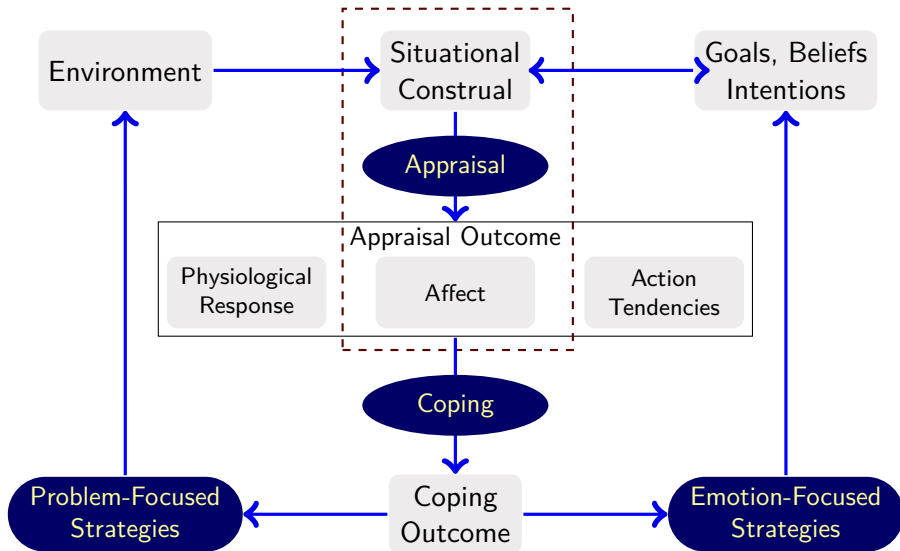 Environment
Situational
Construal
Goals, Beliefs
Intentions
Appraisal
Appraisal Outcome
Physiological
Response
Affect
Action
Tendencies
Coping
Problem-Focused
Strategies
Coping
Outcome
Emotion-Focused
Strategies